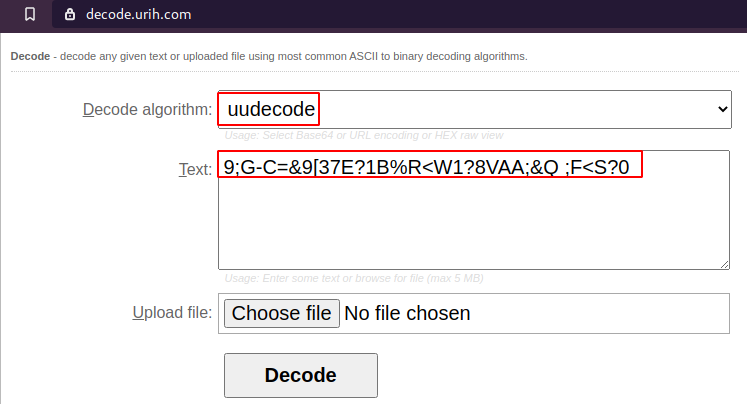 decode.urih.com
Decode - decode any given text or uploaded file using most common ASCII to binary decoding algorithms.
Decode algorithm: uudecode
Usage: Select Base64 or URL encoding or HEX raw view
Text: 9;G-C=&9[37E?1B%R<W1?8VAA;&Q ;F<S?0
Usage: Enter some text or browse for file (max 5 MB)
Upload file: Choose file No file chosen
Decode